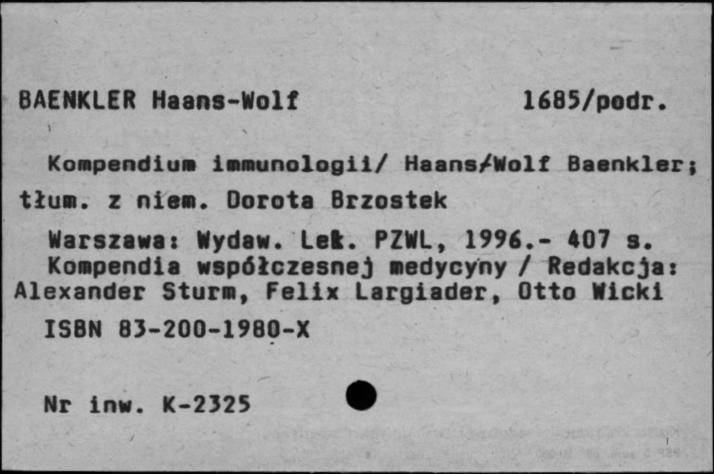 BAENKLER Haans-Wolf 1685/podr.
Kompendium immunologii/ Haans/Wolf Baenkler;
tłum. z niem. Dorota Brzostek
Warszawa: Wydaw. Lek. PZWL, 1996.- 407 s.
Kompendia współczesnej medycyny / Redakcja:
Alexander Sturm, Felix Largiader, Otto Wicki
ISBN 83-200-1980-X
Nr inw. K-2325